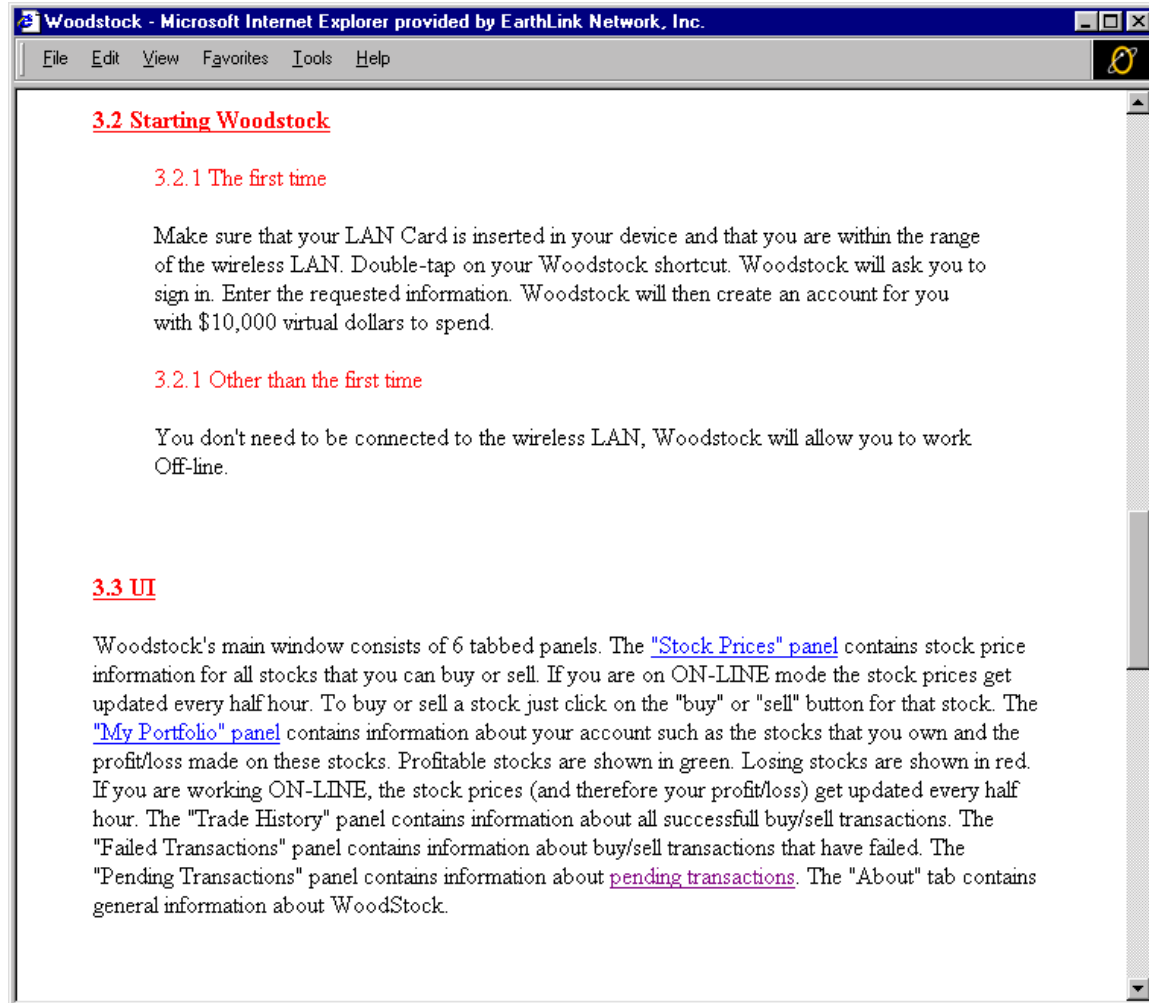 Woodstock - Microsoft Internet Explorer provided by EarthLink Network, Inc.
File Edit View Favorites Tools Help
3.2 Starting Woodstock
3.2.1 The first time
Make sure that your LAN Card is inserted in your device and that you are within the range
of the wireless LAN. Double-tap on your Woodstock shortcut. Woodstock will ask you to
sign in. Enter the requested information. Woodstock will then create an account for you
with $10,000 virtual dollars to spend.
3.2.1 Other than the first time
You don't need to be connected to the wireless LAN, Woodstock will allow you to work
Off-line.
3.3 UI
Woodstock's main window consists of 6 tabbed panels. The "Stock Prices" panel contains stock price
information for all stocks that you can buy or sell. If you are on ON-LINE mode the stock prices get
updated every half hour. To buy or sell a stock just click on the "buy" or "sell" button for that stock. The
"My Portfolio" panel contains information about your account such as the stocks that you own and the
profit/loss made on these stocks. Profitable stocks are shown in green. Losing stocks are shown in red.
If you are working ON-LINE, the stock prices (and therefore your profit/loss) get updated every half
hour. The "Trade History" panel contains information about all successfull buy/sell transactions. The
"Failed Transactions" panel contains information about buy/sell transactions that have failed. The
"Pending Transactions" panel contains information about pending transactions. The "About" tab contains
general information about WoodStock.